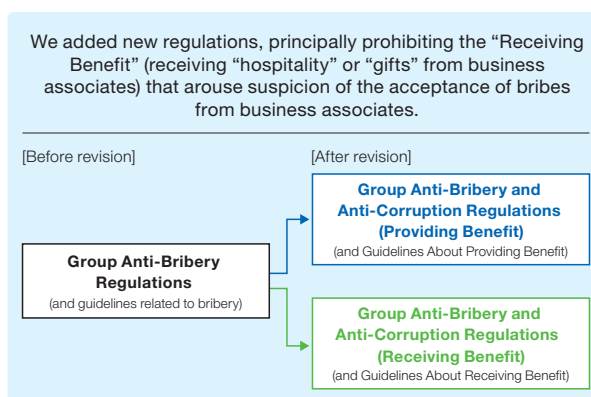 We added new regulations, principally prohibiting the “Receiving
Benefit” (receiving “hospitality” or “gifts” from business
associates) that arouse suspicion of the acceptance of bribes
from business associates.
[Before revision]
[After revision]
Group Anti-Bribery
Regulations
(and guidelines related to bribery)
Group Anti-Bribery and
Anti-Corruption Regulations
(Providing Benefit)
(and Guidelines About Providing Benefit)
Group Anti-Bribery and
Anti-Corruption Regulations
(Receiving Benefit)
(and Guidelines About Receiving Benefit)